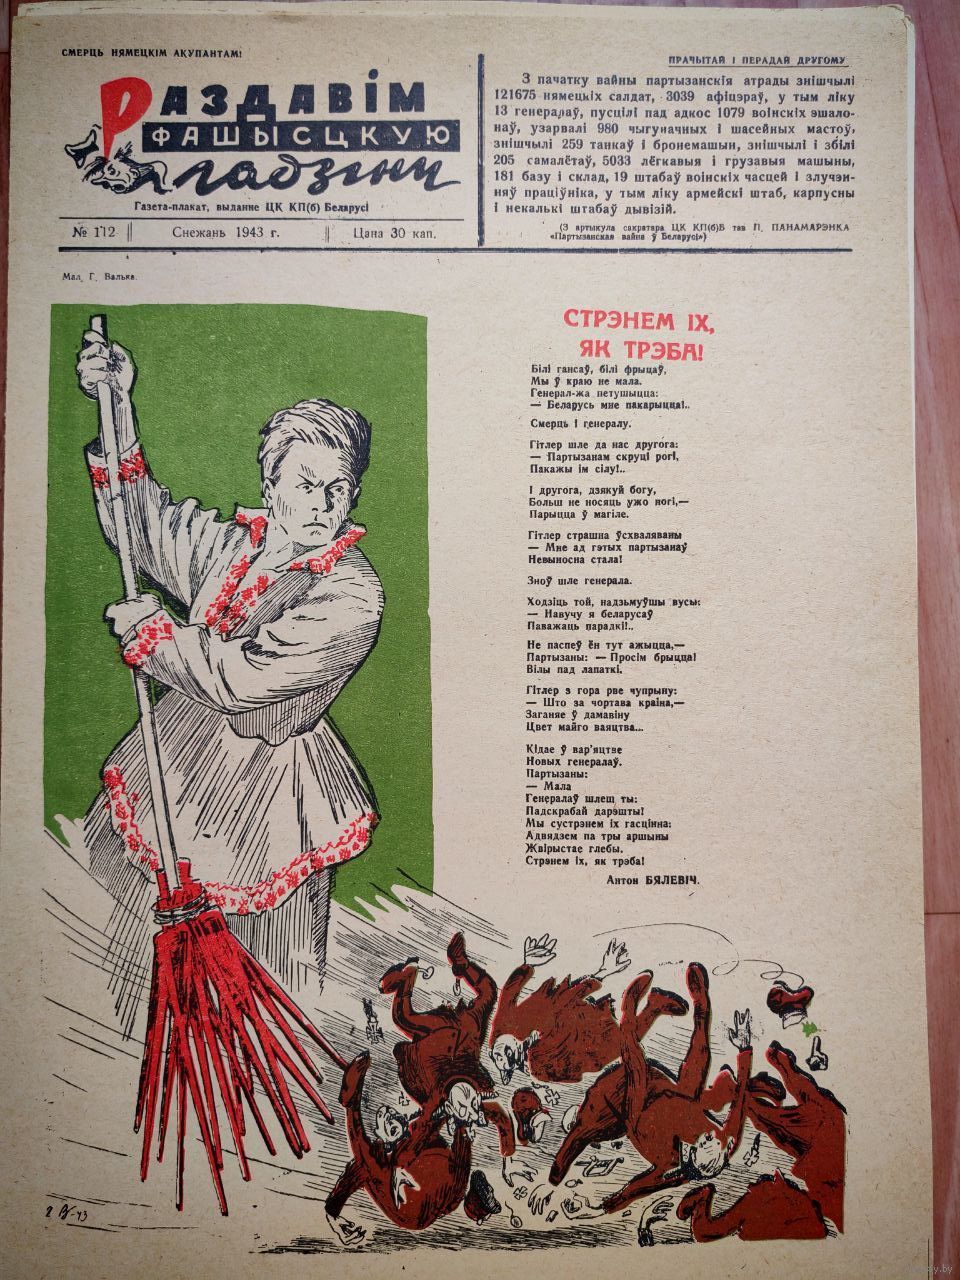 СМЕРЦЬ НЯМЕЦКІМ АКУПАНТАМ!
РАЗДАВІМ
ФАШЫСЦКУЮ
гадзіну
Газета-плакат, выданне ЦК КП(б) Беларусі
№ 112
Снежань 1943 г.
Цана 30 кап.
ПРАЧЫТАЙ І ПЕРАДАЙ ДРУГОМУ
З пачатку вайны партызанскія атрады знішчылі
121675 нямецкіх салдат, 3039 афіцэраў, у тым ліку
13 генералаў, пусцілі пад адкос 1079 воінскіх эшало-
наў, узарвалі 980 чыгуначных і шасейных мастоў,
знішчылі 259 танкаў і бронемашын, знішчылі і збілі
205 самалётаў, 5033 лёгкавыя і грузавыя машыны,
181 базу і склад, 19 штабаў воінскіх часцей і злучэн-
няў праціўніка, у тым ліку армейскі штаб, карпусны
і некалькі штабаў дывізій.
(З артыкула сакратара ЦК КП(б)Б тав П. ПАНАМАРЭНКА
«Партызанская вайна ў Беларусі»)
Мал. Г. Валька.
СТРЭНЕМ ІХ,
ЯК ТРЭБА!
Білі гансаў, білі фрыцаў,
Мы ў краю не мала.
Генерал-жа петушыцца:
— Беларусь мне пакарыцца!..
Смерць і генералу.
Гітлер шле да нас другога:
— Партызанам скруці рогі,
Пакажы ім сілу!..
І другога, дзякуй богу,
Больш не носяць ужо ногі,—
Парыцца ў магіле.
Гітлер страшна ўсхваляваны
— Мне ад гэтых партызанаў
Невыносна стала!
Зноў шле генерала.
Ходзіць той, надзьмуўшы вусы:
— Навучу я беларусаў
Паважаць парадкі!..
Не паспеў ён тут ажыцца,—
Партызаны: — Просім брыцца!
Вілы пад лапаткі.
Гітлер з гора рве чупрыну:
— Што за чортава краіна,—
Заганяе ў дамавіну
Цвет майго ваяцтва...
Кідае ў вар'яцтве
Новых генералаў.
Партызаны:
— Мала
Генералаў шлеш ты:
Падскрабай дарэшты!
Мы сустрэнем іх гасцінна:
Адвядзем па тры аршыны
Жвірыстае глебы.
Стрэнем іх, як трэба!
Антон БЯЛЕВІЧ.